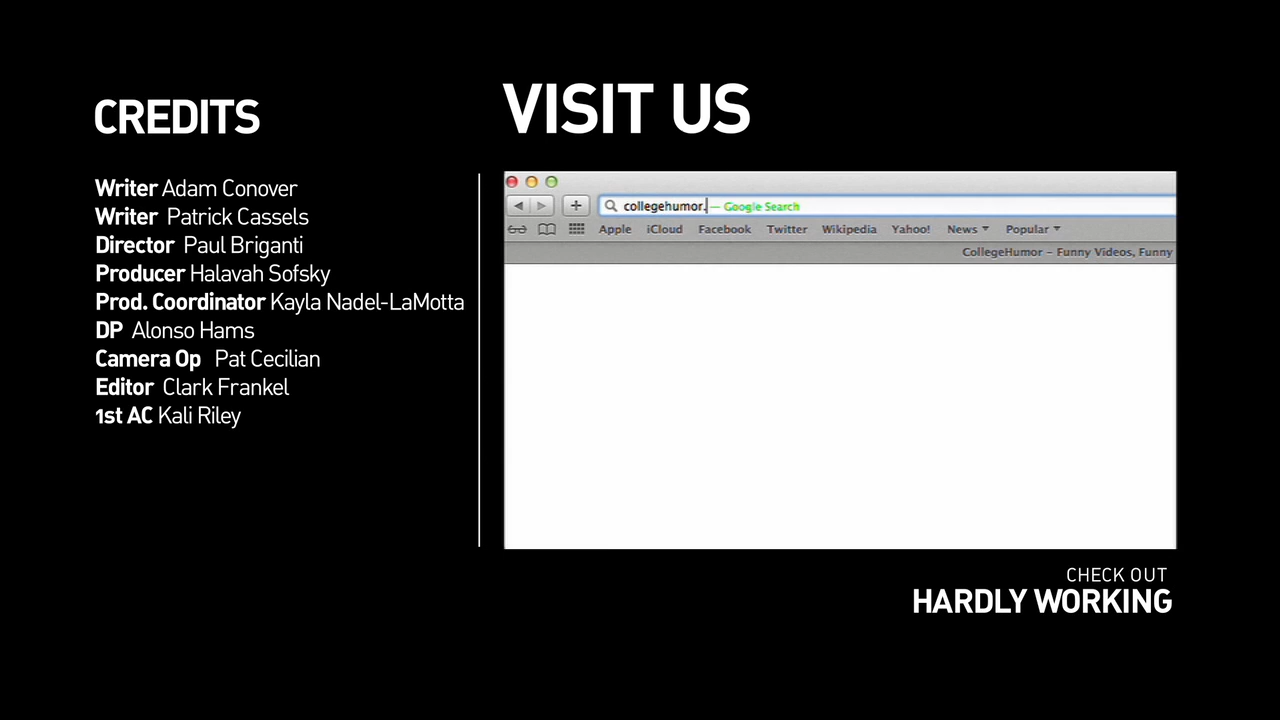 CREDITS
Writer Adam Conover
Writer Patrick Cassels
Director Paul Briganti
Producer Halavah Sofsky
Prod. Coordinator Kayla Nadel-LaMotta
DP Alonso Hams
Camera Op Pat Cecilian
Editor Clark Frankel
1st AC Kali Riley
VISIT US
collegehumor. — Google Search
Apple iCloud Facebook Twitter Wikipedia Yahoo! News Popular
CollegeHumor – Funny Videos, Funny
CHECK OUT
HARDLY WORKING